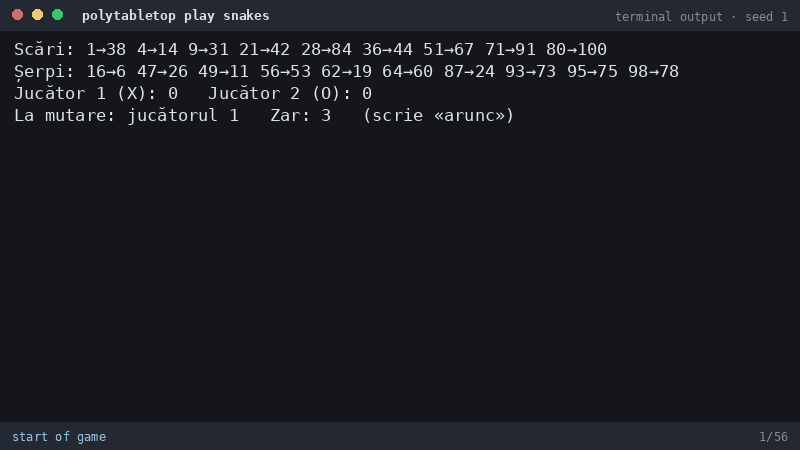 polytabletop play snakes
terminal output · seed 1
Scări: 1→38 4→14 9→31 21→42 28→84 36→44 51→67 71→91 80→100
Șerpi: 16→6 47→26 49→11 56→53 62→19 64→60 87→24 93→73 95→75 98→78
Jucător 1 (X): 0   Jucător 2 (O): 0
La mutare: jucătorul 1   Zar: 3   (scrie «arunc»)
start of game
1/56